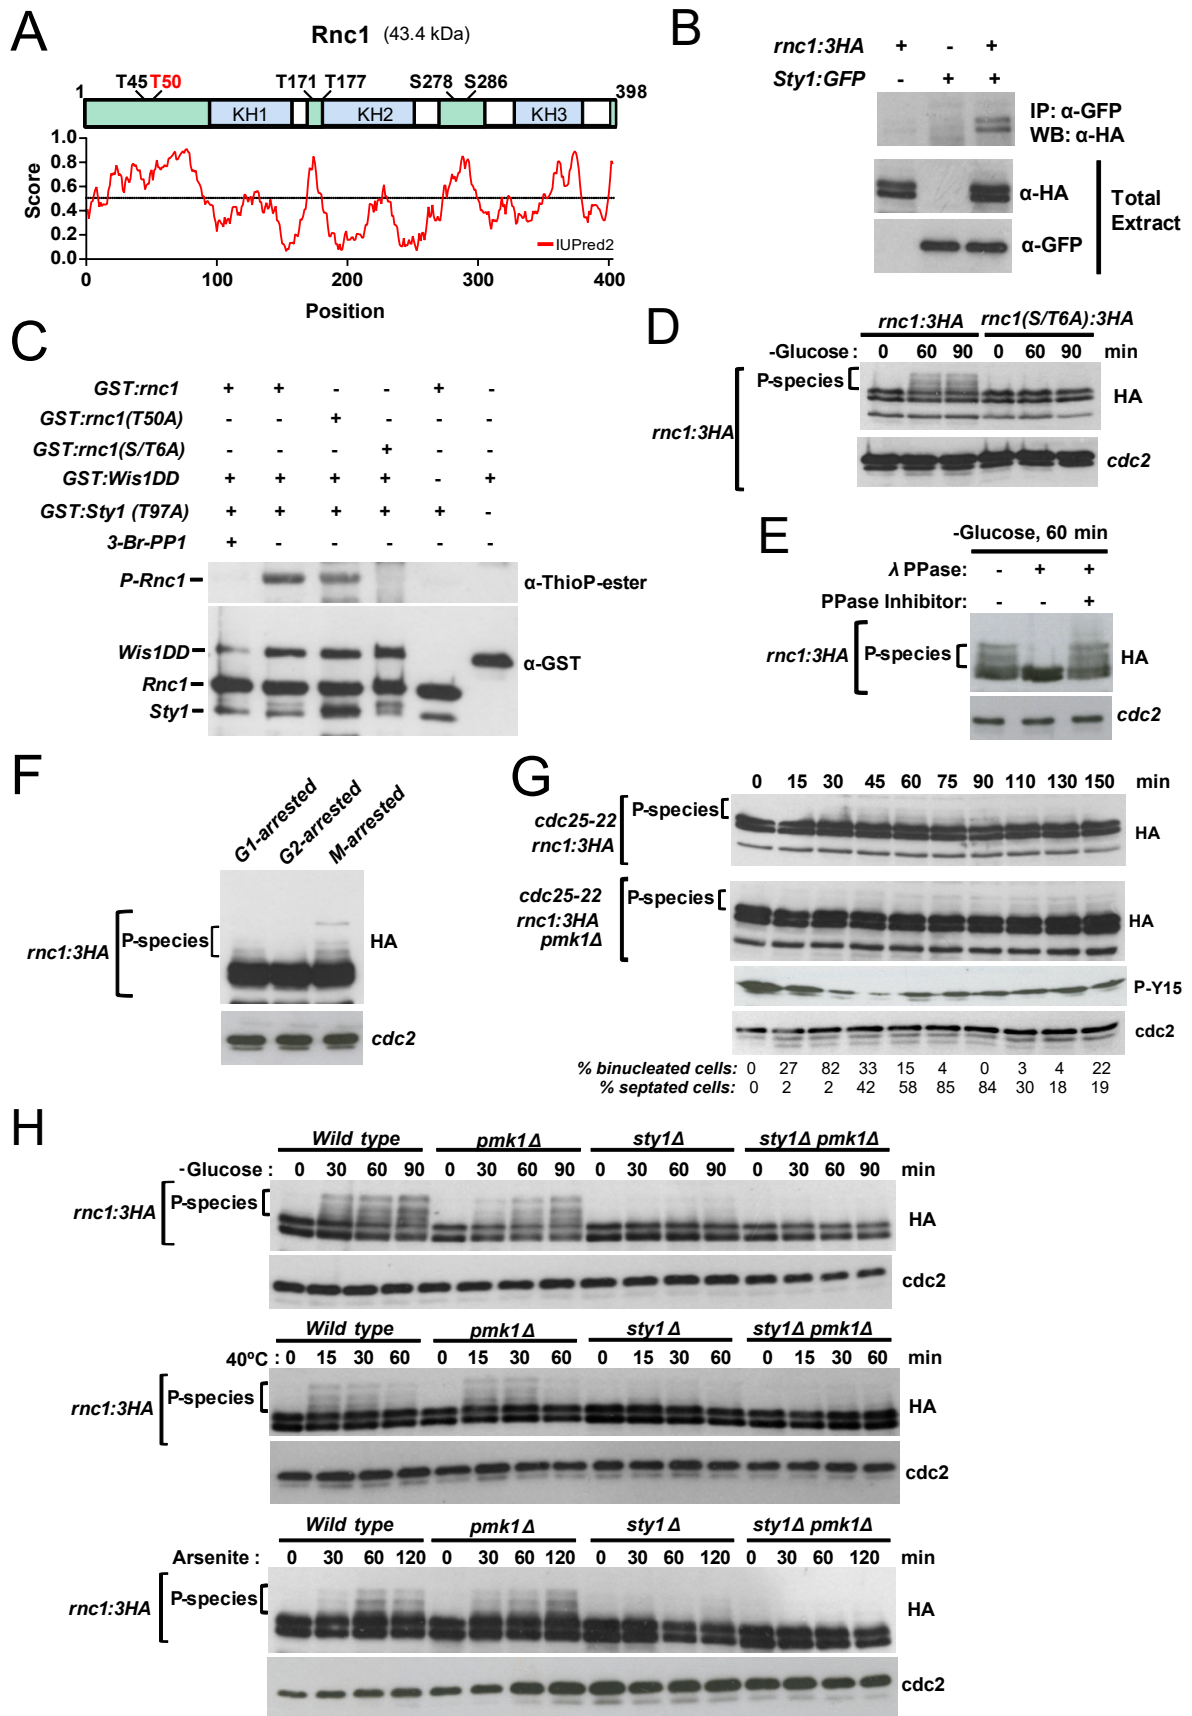 A
Rnc1 (43.4 kDa)
T45 T50 T171 T177 S278 S286
1 398
KH1 KH2 KH3
1.0
0.8
0.6
0.4
0.2
0.0
Score
IUPred2
0 100 200 300 400
Position
B
rnc1:3HA + - +
Sty1:GFP - + +
IP: α-GFP
WB: α-HA
α-HA
α-GFP
Total
Extract
C
GST:rnc1 + + - - + -
GST:rnc1(T50A) - - + - - -
GST:rnc1(S/T6A) - - - + - -
GST:Wis1DD + + + + - +
GST:Sty1 (T97A) + + + + + -
3-Br-PP1 + - - - - -
P-Rnc1 α-ThioP-ester
Wis1DD
α-GST
Rnc1
Sty1
D
rnc1:3HA rnc1(S/T6A):3HA
-Glucose : 0 60 90 0 60 90 min
P-species
HA
rnc1:3HA
cdc2
E
-Glucose, 60 min
λ PPase: - + +
PPase Inhibitor: - - +
rnc1:3HA P-species HA
cdc2
F
G1-arrested
G2-arrested
M-arrested
rnc1:3HA P-species HA
cdc2
G
0 15 30 45 60 75 90 110 130 150 min
P-species
cdc25-22
rnc1:3HA
HA
P-species
cdc25-22
rnc1:3HA
pmk1Δ
HA
P-Y15
cdc2
% binucleated cells: 0 27 82 33 15 4 0 3 4 22
% septated cells: 0 2 2 42 58 85 84 30 18 19
H
Wild type pmk1Δ sty1Δ sty1Δ pmk1Δ
-Glucose : 0 30 60 90 0 30 60 90 0 30 60 90 0 30 60 90 min
rnc1:3HA P-species HA
cdc2
Wild type pmk1Δ sty1Δ sty1Δ pmk1Δ
40ºC : 0 15 30 60 0 15 30 60 0 15 30 60 0 15 30 60 min
rnc1:3HA P-species HA
cdc2
Wild type pmk1Δ sty1Δ sty1Δ pmk1Δ
Arsenite : 0 30 60 120 0 30 60 120 0 30 60 120 0 30 60 120 min
rnc1:3HA P-species HA
cdc2